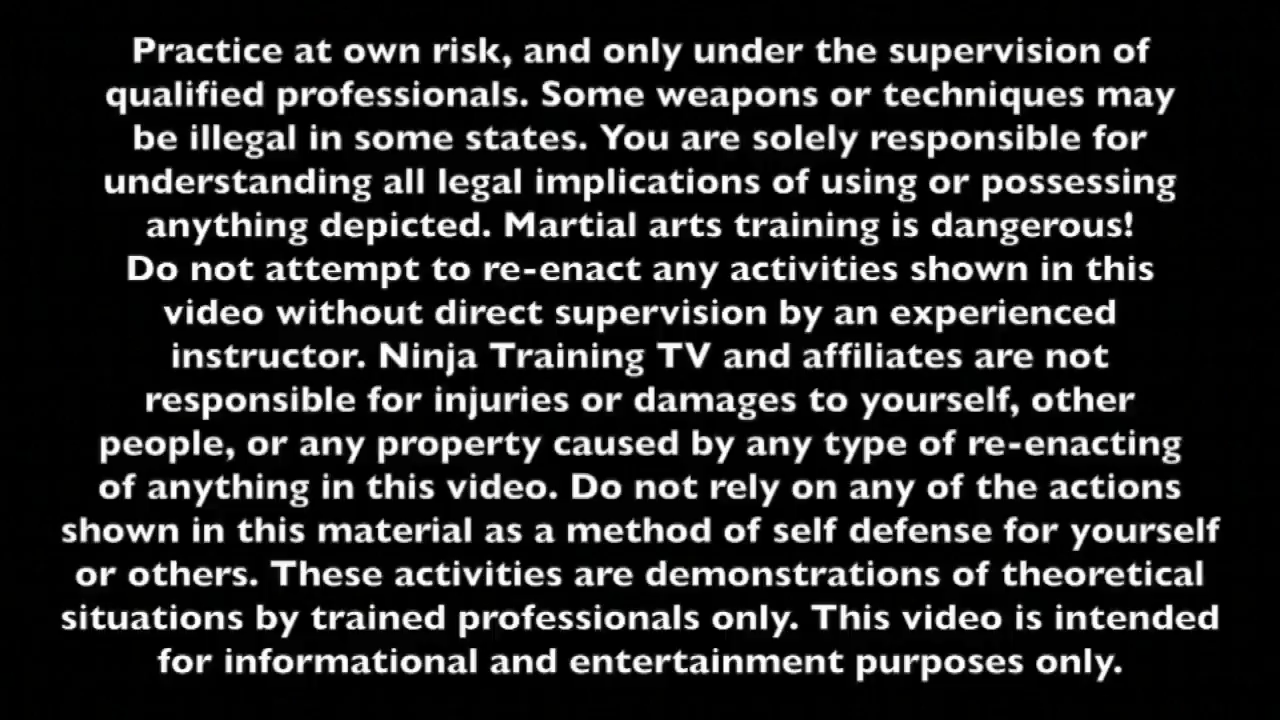 Practice at own risk, and only under the supervision of
qualified professionals. Some weapons or techniques may
be illegal in some states. You are solely responsible for
understanding all legal implications of using or possessing
anything depicted. Martial arts training is dangerous!
Do not attempt to re-enact any activities shown in this
video without direct supervision by an experienced
instructor. Ninja Training TV and affiliates are not
responsible for injuries or damages to yourself, other
people, or any property caused by any type of re-enacting
of anything in this video. Do not rely on any of the actions
shown in this material as a method of self defense for yourself
or others. These activities are demonstrations of theoretical
situations by trained professionals only. This video is intended
for informational and entertainment purposes only.